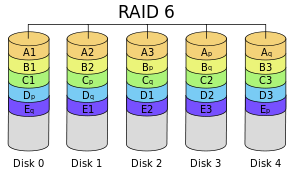 RAID 6
A1 A2 A3 Ap Aq
B1 B2 Bp Bq B3
C1 Cp Cq C2 C3
Dp Dq D1 D2 D3
Eq E1 E2 E3 Ep
Disk 0 Disk 1 Disk 2 Disk 3 Disk 4